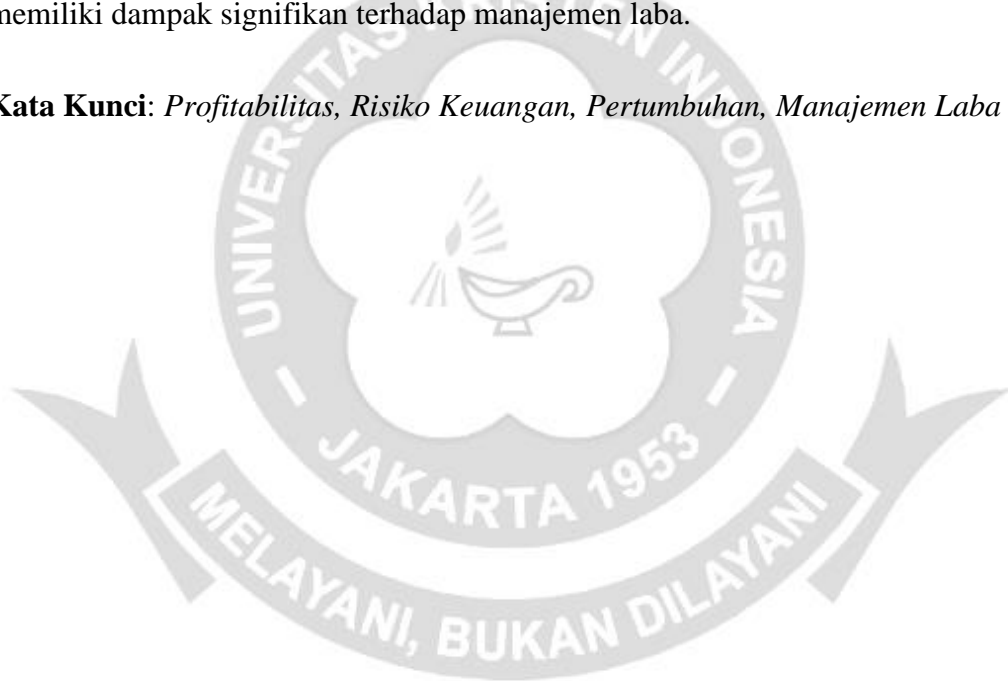 memiliki dampak signifikan terhadap manajemen laba.
Kata Kunci: Profitabilitas, Risiko Keuangan, Pertumbuhan, Manajemen Laba
UNIVERSITAS INDONESIA
– JAKARTA 1953 –
MELAYANI, BUKAN DILAYANI